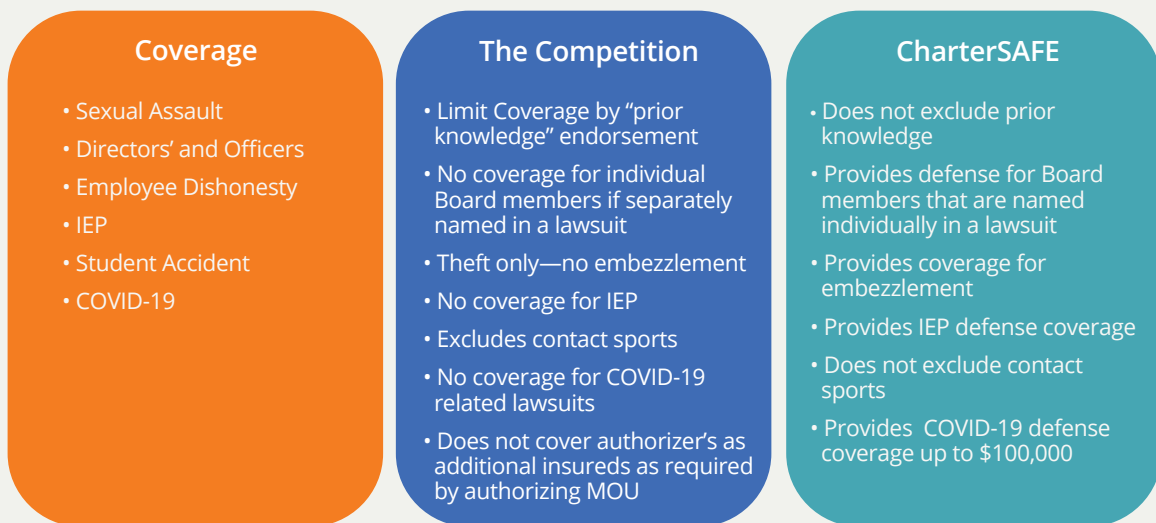 Coverage
• Sexual Assault
• Directors’ and Officers
• Employee Dishonesty
• IEP
• Student Accident
• COVID-19
The Competition
• Limit Coverage by “prior
knowledge” endorsement
• No coverage for individual
Board members if separately
named in a lawsuit
• Theft only—no embezzlement
• No coverage for IEP
• Excludes contact sports
• No coverage for COVID-19
related lawsuits
• Does not cover authorizer’s as
additional insureds as required
by authorizing MOU
CharterSAFE
• Does not exclude prior
knowledge
• Provides defense for Board
members that are named
individually in a lawsuit
• Provides coverage for
embezzlement
• Provides IEP defense coverage
• Does not exclude contact
sports
• Provides COVID-19 defense
coverage up to $100,000